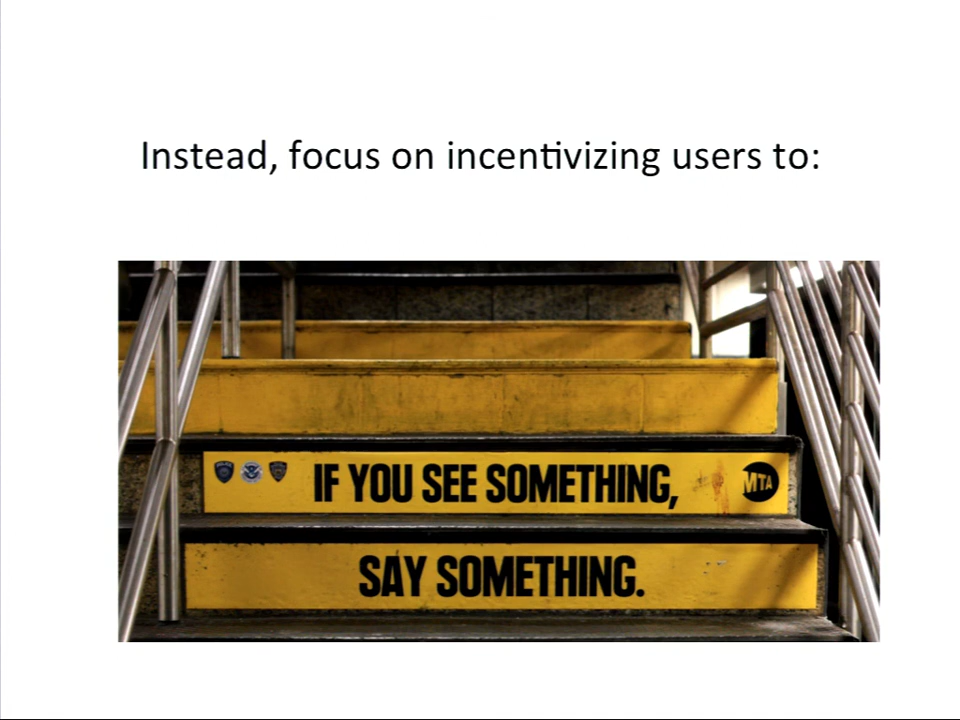 Instead, focus on incentivizing users to:
IF YOU SEE SOMETHING,
MTA
SAY SOMETHING.